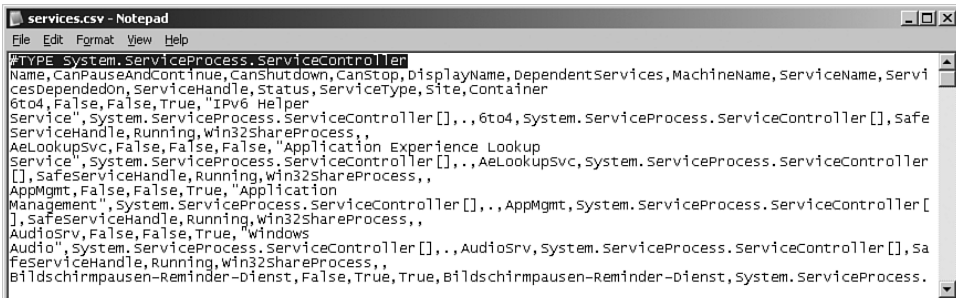 services.csv - Notepad
File Edit Format View Help
#TYPE System.ServiceProcess.ServiceController
Name,CanPauseAndContinue,CanShutdown,CanStop,DisplayName,DependentServices,MachineName,ServiceName,Servi
cesDependedOn,ServiceHandle,Status,ServiceType,Site,Container
6to4,False,False,True,"IPv6 Helper
Service",System.ServiceProcess.ServiceController[],.,6to4,System.ServiceProcess.ServiceController[],Safe
ServiceHandle,Running,Win32ShareProcess,,
AeLookupSvc,False,False,False,"Application Experience Lookup
Service",System.ServiceProcess.ServiceController[],.,AeLookupSvc,System.ServiceProcess.ServiceController
[],SafeServiceHandle,Running,Win32ShareProcess,,
AppMgmt,False,False,True,"Application
Management",System.ServiceProcess.ServiceController[],.,AppMgmt,System.ServiceProcess.ServiceController[
],SafeServiceHandle,Running,Win32ShareProcess,,
AudioSrv,False,False,True,"Windows
Audio",System.ServiceProcess.ServiceController[],.,AudioSrv,System.ServiceProcess.ServiceController[],Sa
feServiceHandle,Running,Win32ShareProcess,,
Bildschirmpausen-Reminder-Dienst,False,True,True,Bildschirmpausen-Reminder-Dienst,System.ServiceProcess.